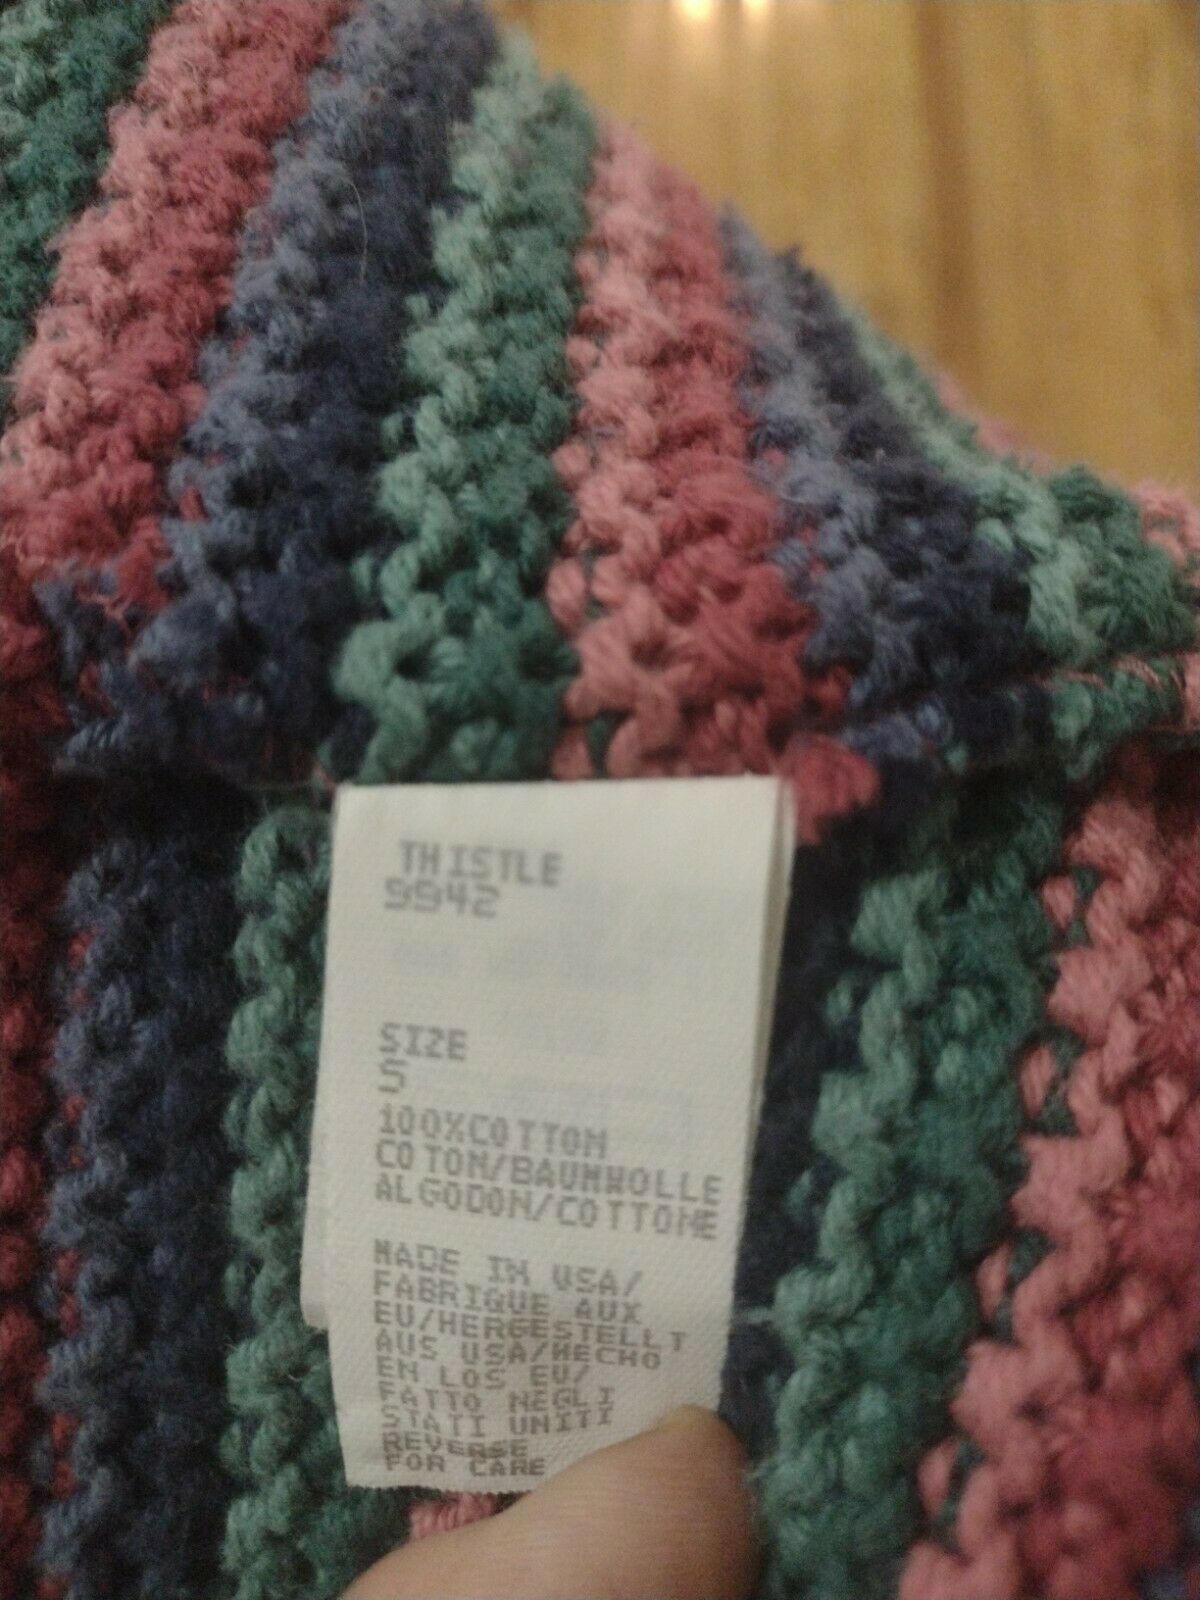 THISTLE
9942
SIZE
S
100%COTTON
COTON/BAUMWOLLE
ALGODON/COTTONE
MADE IN USA/
FABRIQUE AUX
EU/HERGESTELLT
AUS USA/HECHO
EN LOS EU/
FATTO NEGLI
STATI UNITI
REVERSE
FOR CARE